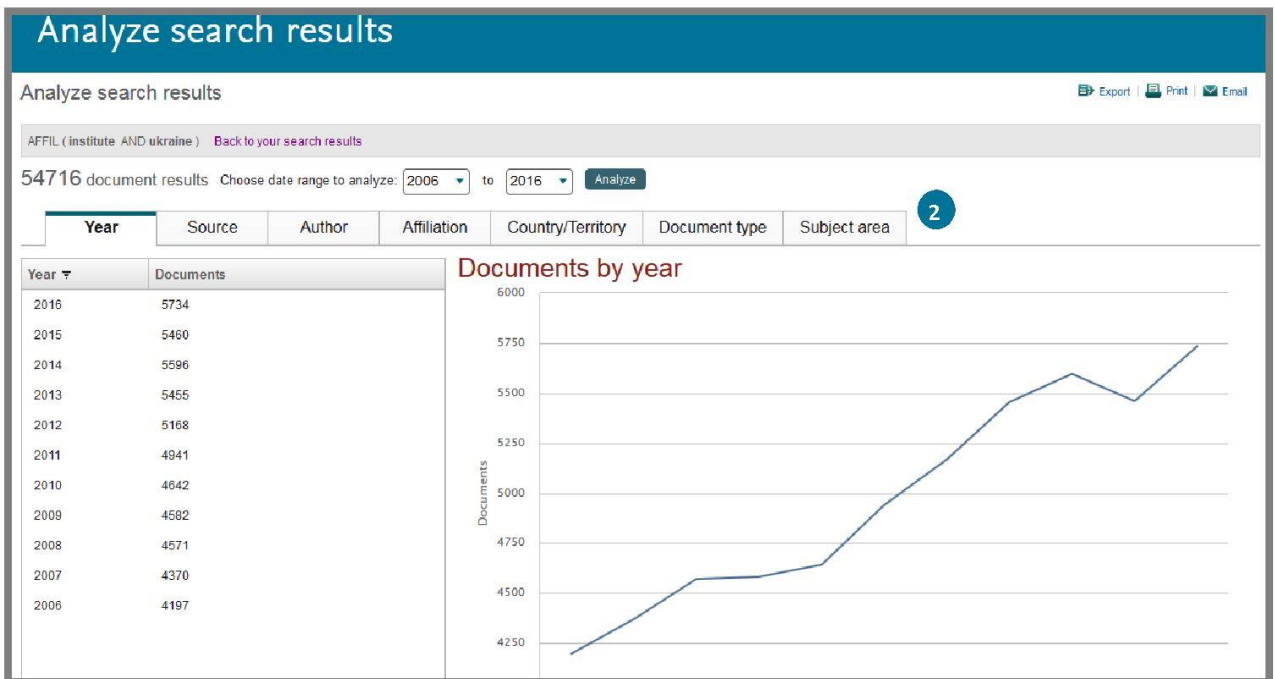 Analyze search results
Analyze search results
Export | Print | Email
AFFIL ( institute AND ukraine ) Back to your search results
54716 document results Choose date range to analyze: 2006 to 2016 Analyze
Year Source Author Affiliation Country/Territory Document type Subject area 2
Year Documents
2016 5734
2015 5460
2014 5596
2013 5455
2012 5168
2011 4941
2010 4642
2009 4582
2008 4571
2007 4370
2006 4197
Documents by year
6000
5750
5500
5250
5000
4750
4500
4250
Documents